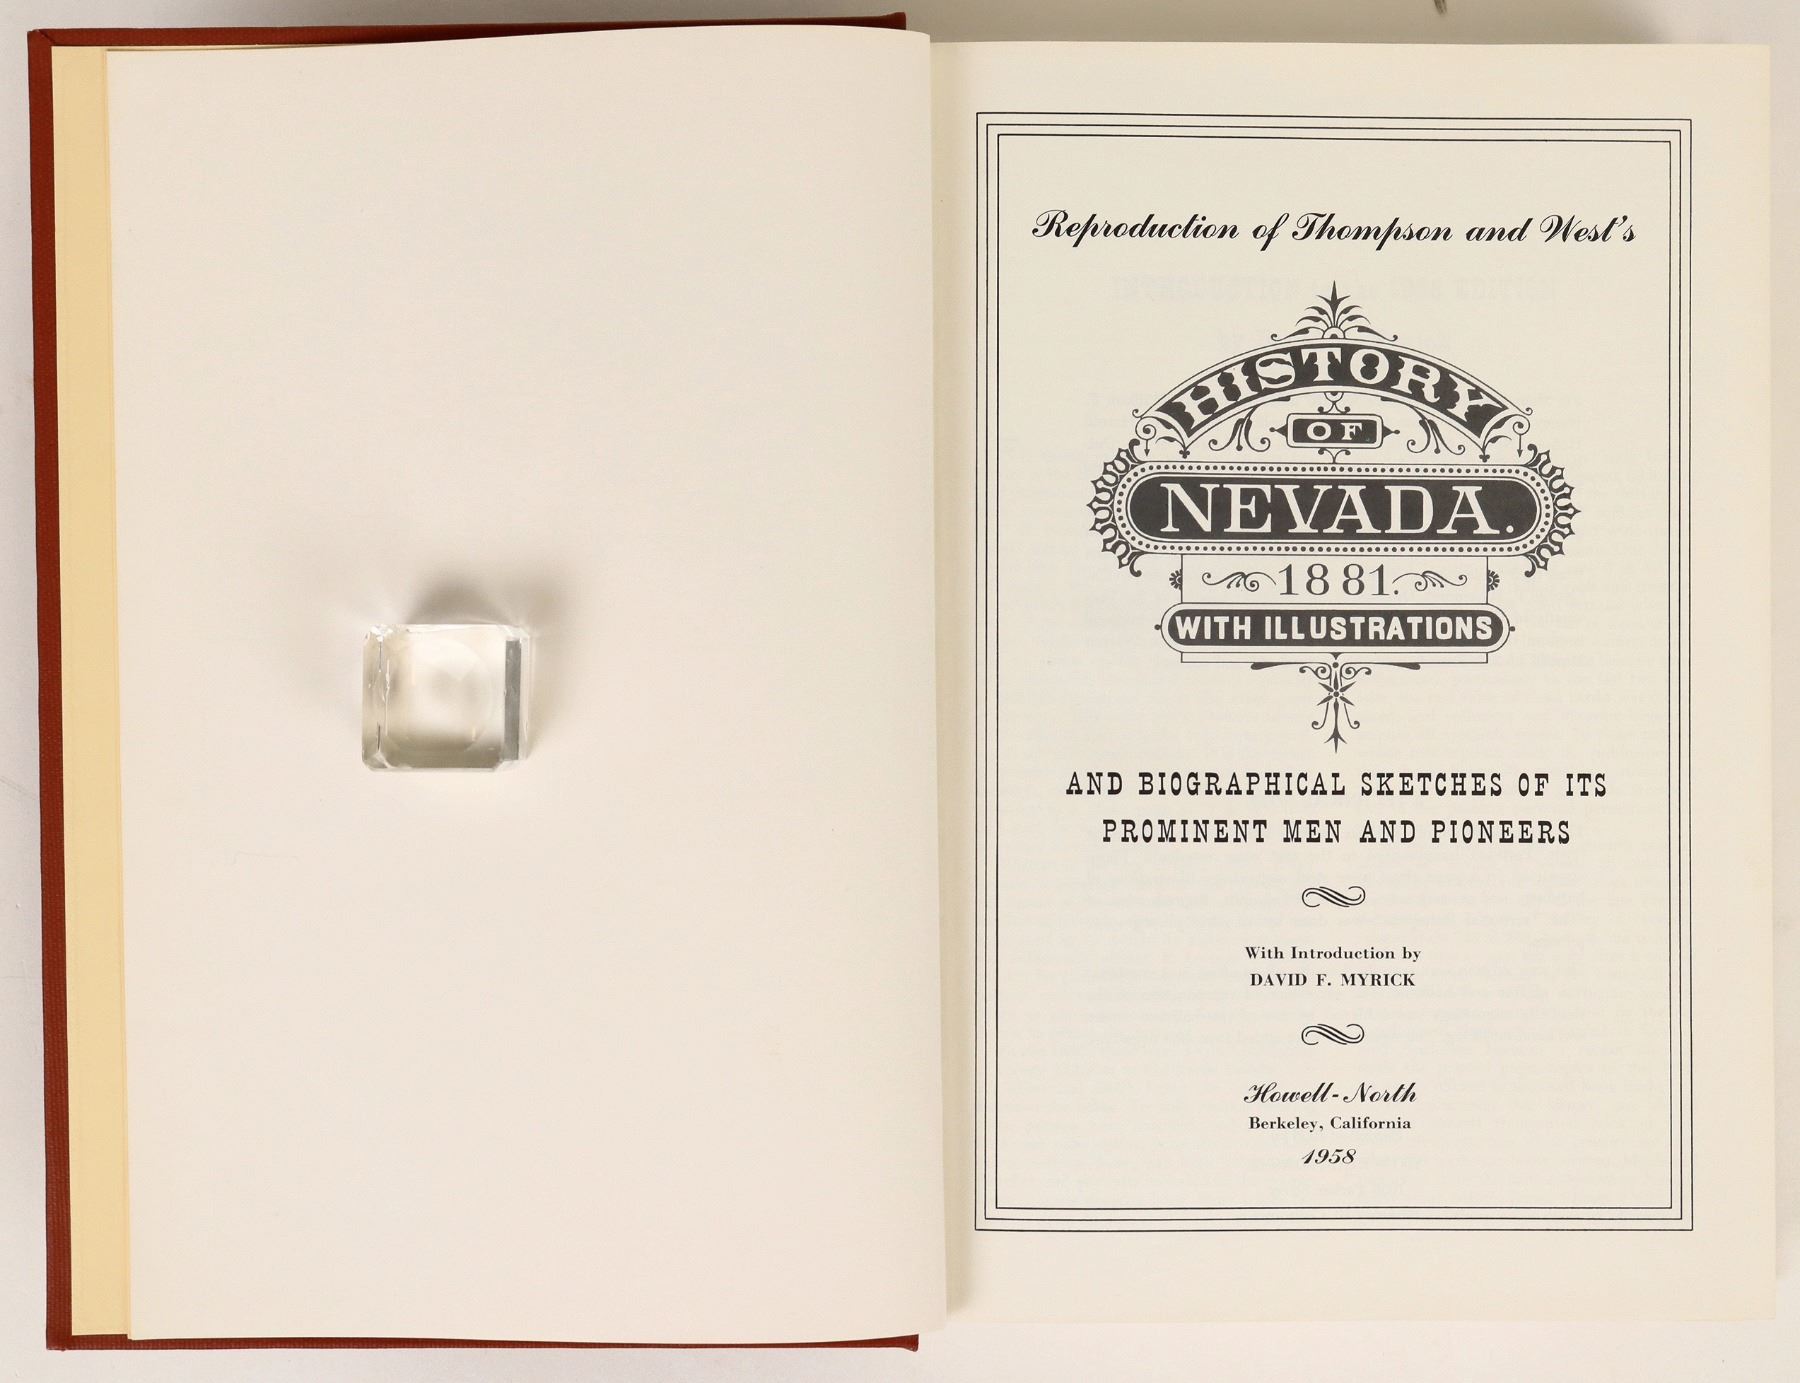 Reproduction of Thompson and West's
HISTORY
OF
NEVADA.
1881.
WITH ILLUSTRATIONS
AND BIOGRAPHICAL SKETCHES OF ITS
PROMINENT MEN AND PIONEERS
With Introduction by
DAVID F. MYRICK
Howell-North
Berkeley, California
1958